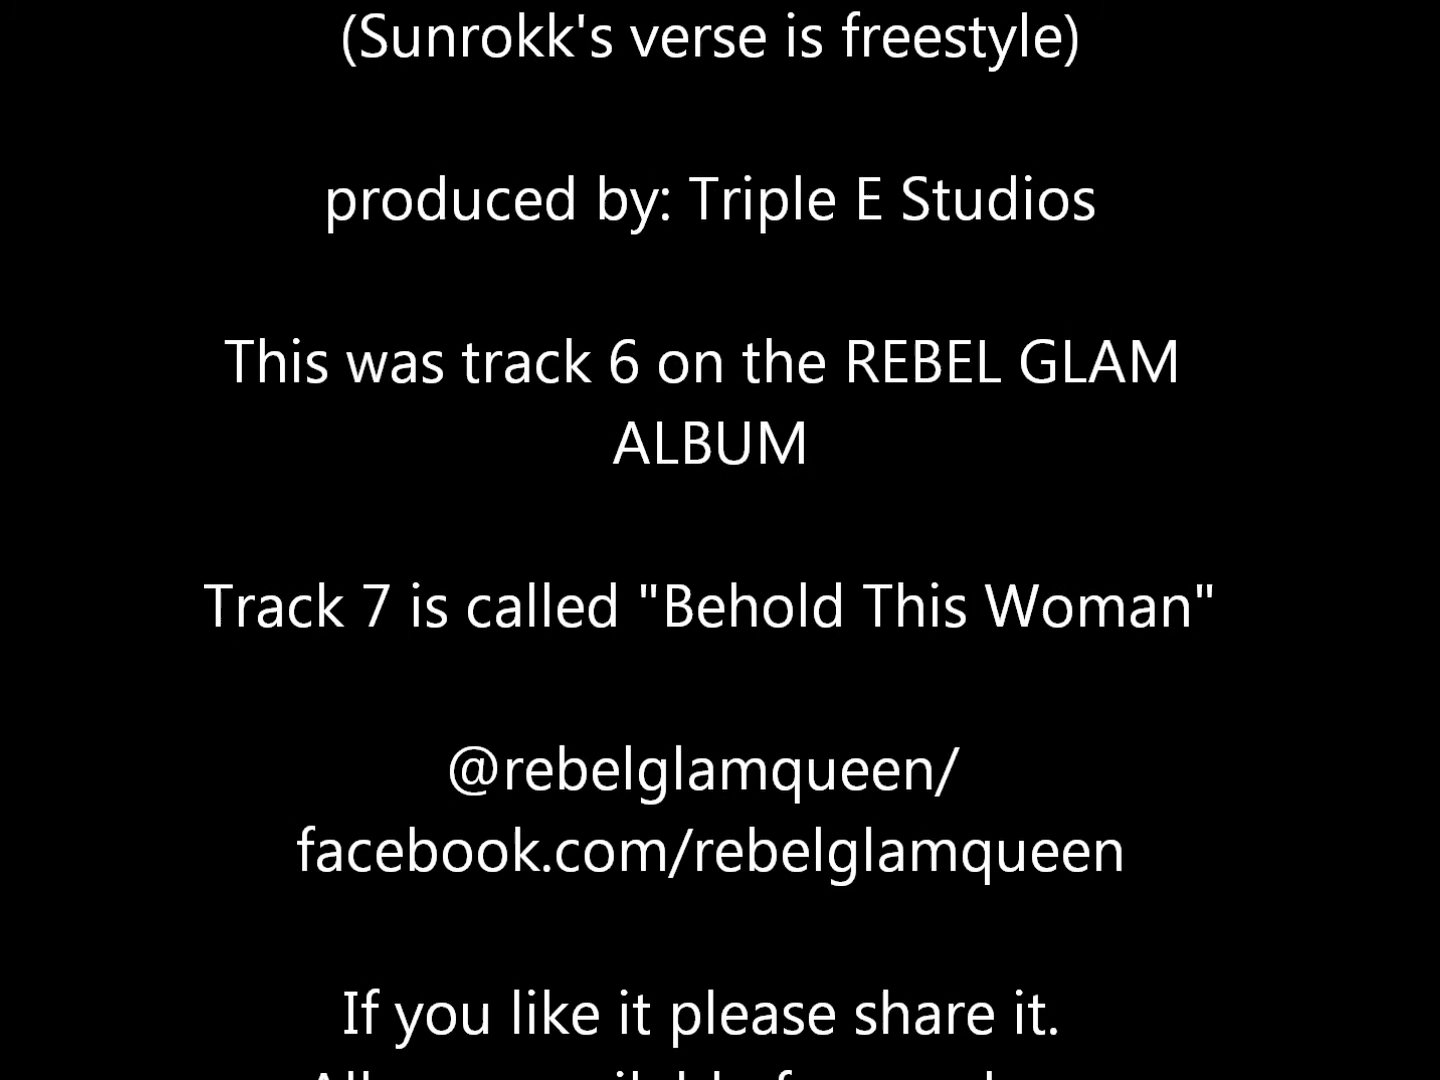 (Sunrokk's verse is freestyle)
produced by: Triple E Studios
This was track 6 on the REBEL GLAM
ALBUM
Track 7 is called "Behold This Woman"
@rebelglamqueen/
facebook.com/rebelglamqueen
If you like it please share it.